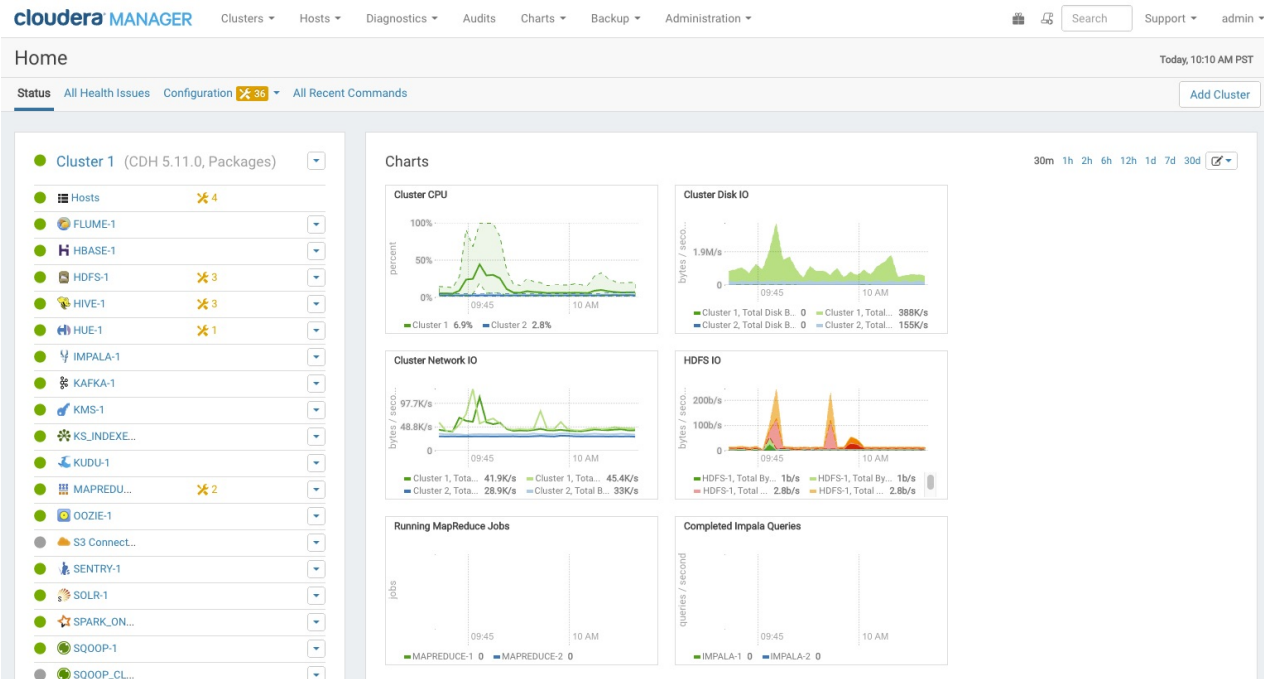 cloudera MANAGER Clusters Hosts Diagnostics Audits Charts Backup Administration Search Support admin
Home
Today, 10:10 AM PST
Status All Health Issues Configuration 36 All Recent Commands
Add Cluster
Cluster 1 (CDH 5.11.0, Packages)
Hosts 4
FLUME-1
HBASE-1
HDFS-1 3
HIVE-1 3
HUE-1 1
IMPALA-1
KAFKA-1
KMS-1
KS_INDEXE...
KUDU-1
MAPREDU... 2
OOZIE-1
S3 Connect...
SENTRY-1
SOLR-1
SPARK_ON...
SQOOP-1
SQOOP_CL...
Charts
30m 1h 2h 6h 12h 1d 7d 30d
Cluster CPU
percent
100%
50%
0%
09:45 10 AM
Cluster 1 6.9% Cluster 2 2.8%
Cluster Disk IO
bytes / seco...
1.9M/s
0
09:45 10 AM
Cluster 1, Total Disk B... 0 Cluster 1, Total... 388K/s
Cluster 2, Total Disk B... 0 Cluster 2, Total... 155K/s
Cluster Network IO
bytes / seco...
97.7K/s
48.8K/s
0
09:45 10 AM
Cluster 1, Tota... 41.9K/s Cluster 1, Tota... 45.4K/s
Cluster 2, Tota... 28.9K/s Cluster 2, Total B... 33K/s
HDFS IO
bytes / seco...
200b/s
100b/s
0
09:45 10 AM
HDFS-1, Total By... 1b/s HDFS-1, Total By... 1b/s
HDFS-1, Total ... 2.8b/s HDFS-1, Total ... 2.8b/s
Running MapReduce Jobs
jobs
09:45 10 AM
MAPREDUCE-1 0 MAPREDUCE-2 0
Completed Impala Queries
queries / second
09:45 10 AM
IMPALA-1 0 IMPALA-2 0